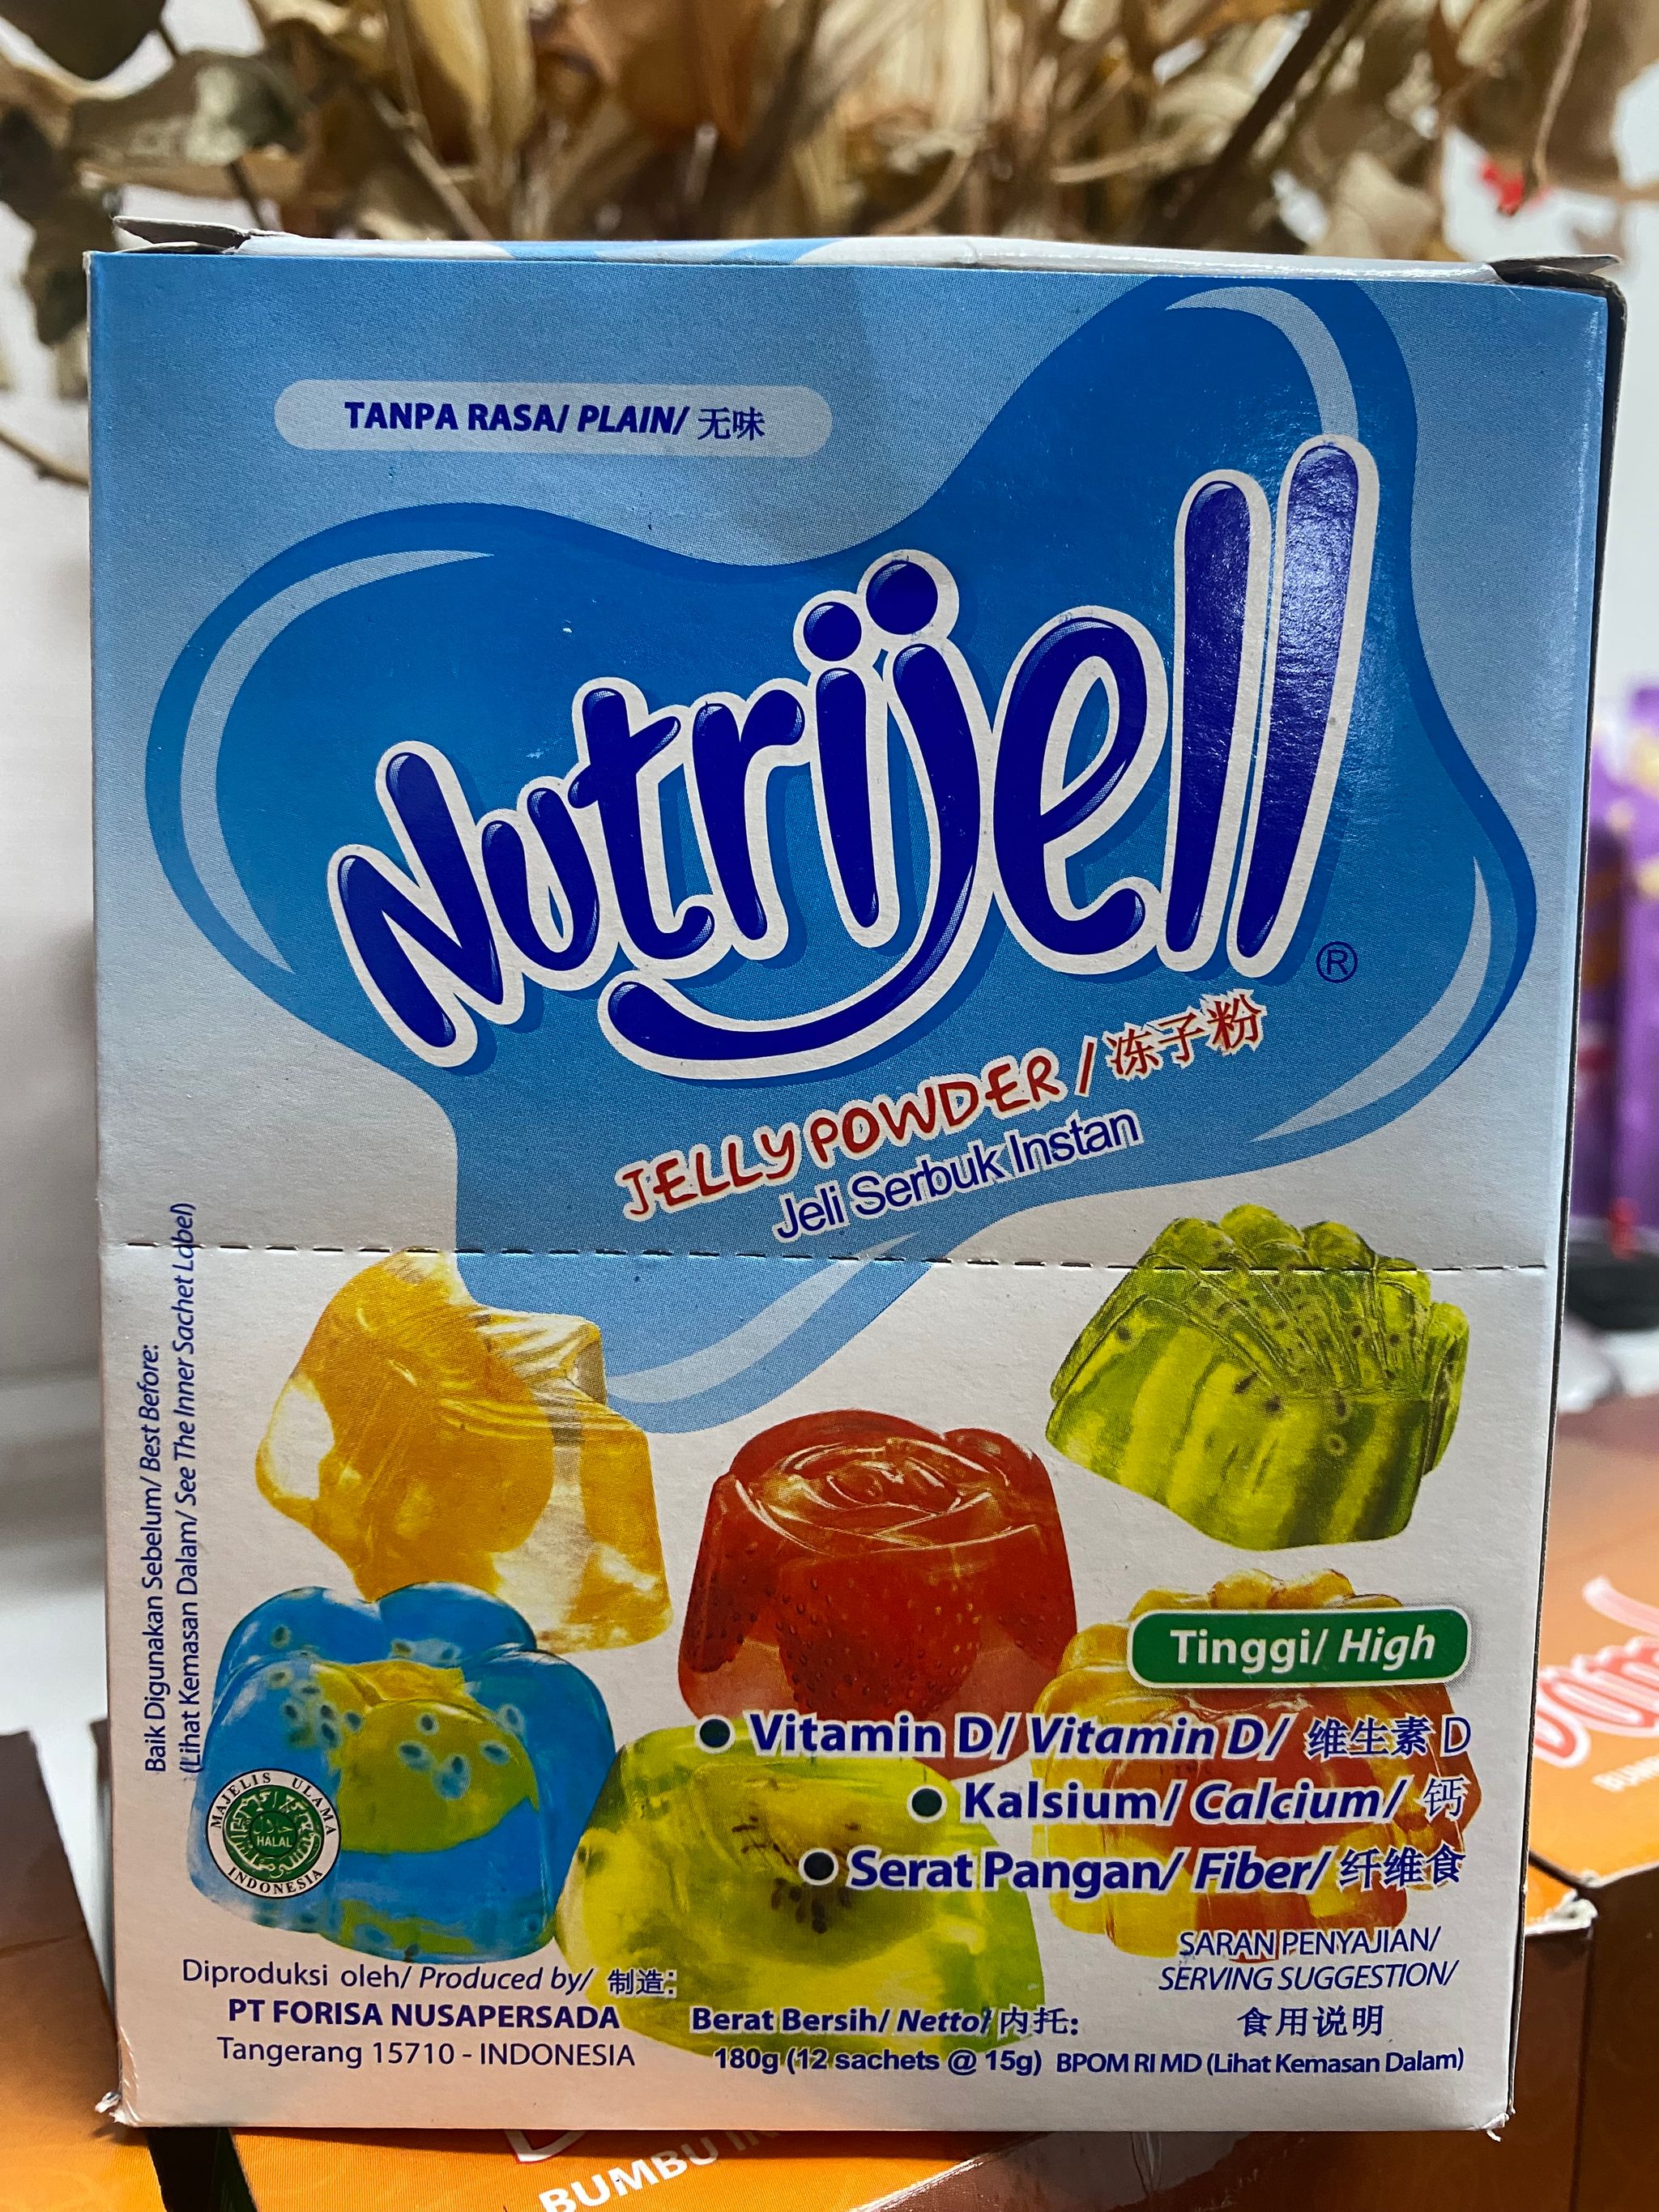 TANPA RASA/ PLAIN/ 无味
Nutrijell®
JELLY POWDER / 冻子粉
Jeli Serbuk Instan
Baik Digunakan Sebelum/ Best Before:
(Lihat Kemasan Dalam/ See The Inner Sachet Label)
Tinggi/ High
• Vitamin D/ Vitamin D/ 维生素 D
• Kalsium/ Calcium/ 钙
• Serat Pangan/ Fiber/ 纤维食
MAJELIS ULAMA
HALAL
INDONESIA
SARAN PENYAJIAN/
SERVING SUGGESTION/
食用说明
Diproduksi oleh/ Produced by/ 制造:
PT FORISA NUSAPERSADA
Tangerang 15710 - INDONESIA
Berat Bersih/ Netto/ 内托:
180g (12 sachets @ 15g) BPOM RI MD (Lihat Kemasan Dalam)
BUMBU